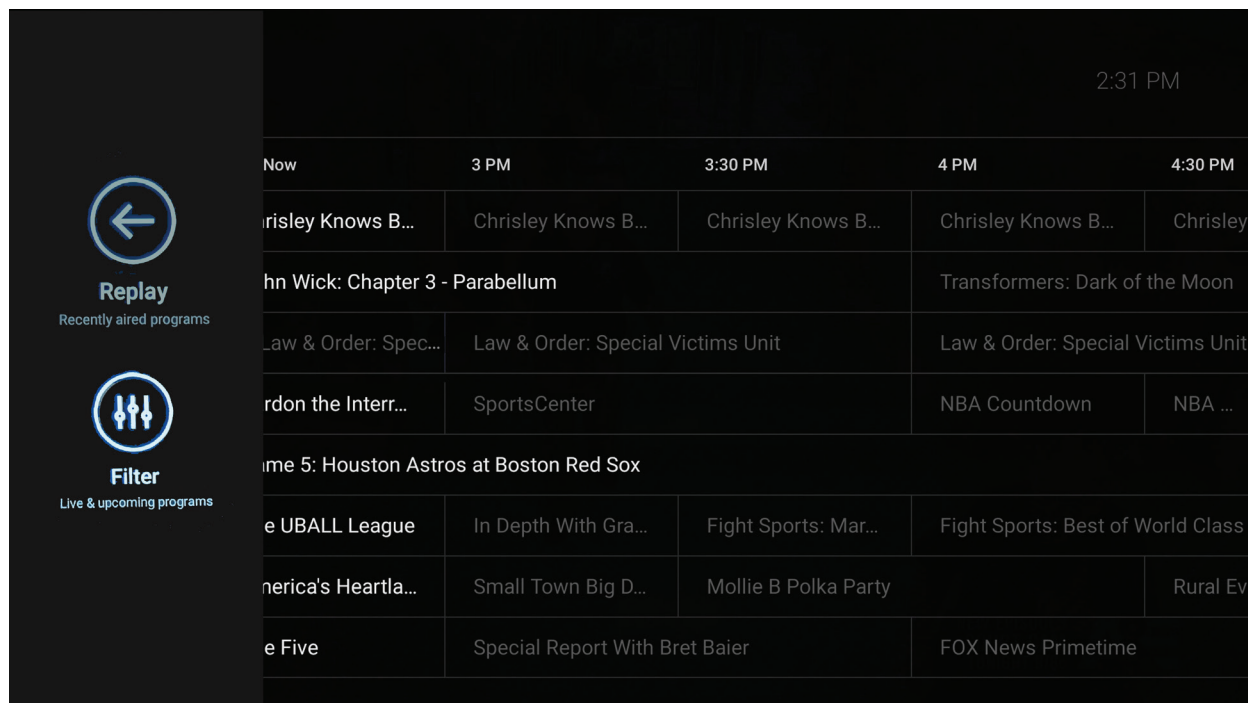 2:31 PM
Now 3 PM 3:30 PM 4 PM 4:30 PM
Replay
Recently aired programs
Filter
Live & upcoming programs
risley Knows B... Chrisley Knows B... Chrisley Knows B... Chrisley Knows B... Chrisley
hn Wick: Chapter 3 - Parabellum Transformers: Dark of the Moon
Law & Order: Spec... Law & Order: Special Victims Unit Law & Order: Special Victims Unit
rdon the Interr... SportsCenter NBA Countdown NBA ...
me 5: Houston Astros at Boston Red Sox
e UBALL League In Depth With Gra... Fight Sports: Mar... Fight Sports: Best of World Class
merica's Heartla... Small Town Big D... Mollie B Polka Party Rural Ev
e Five Special Report With Bret Baier FOX News Primetime